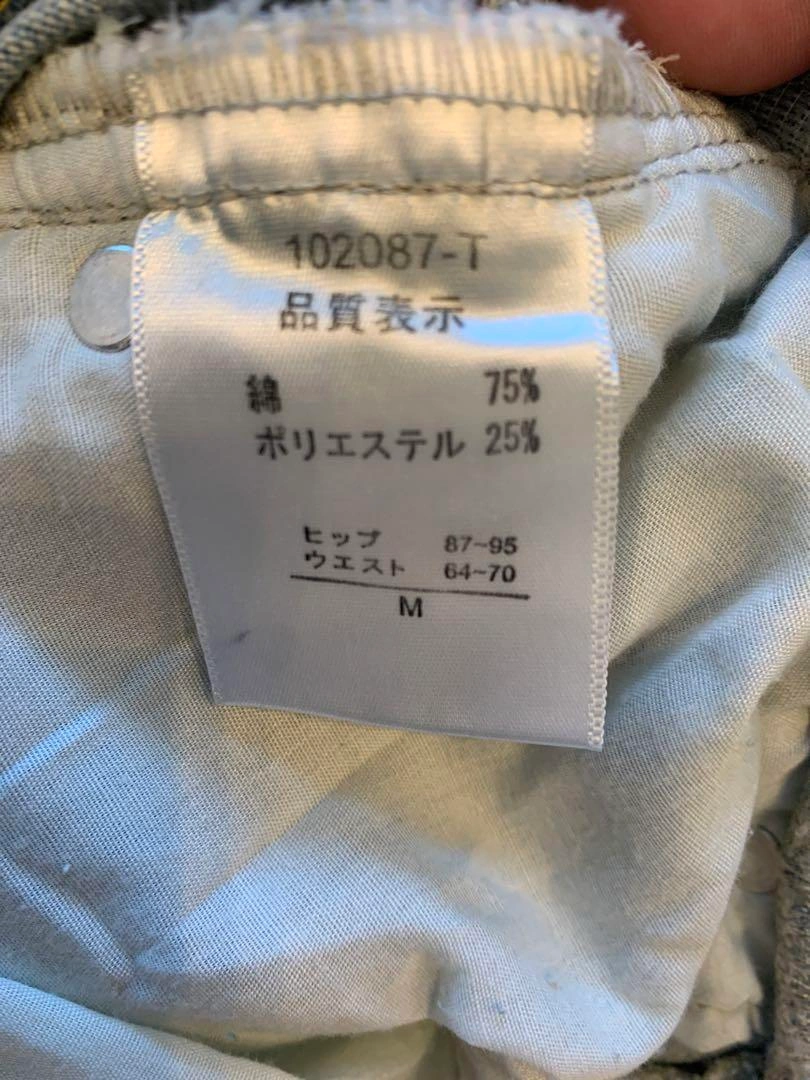 102087-T
品質表示
綿 75%
ポリエステル 25%
ヒップ 87~95
ウエスト 64~70
M